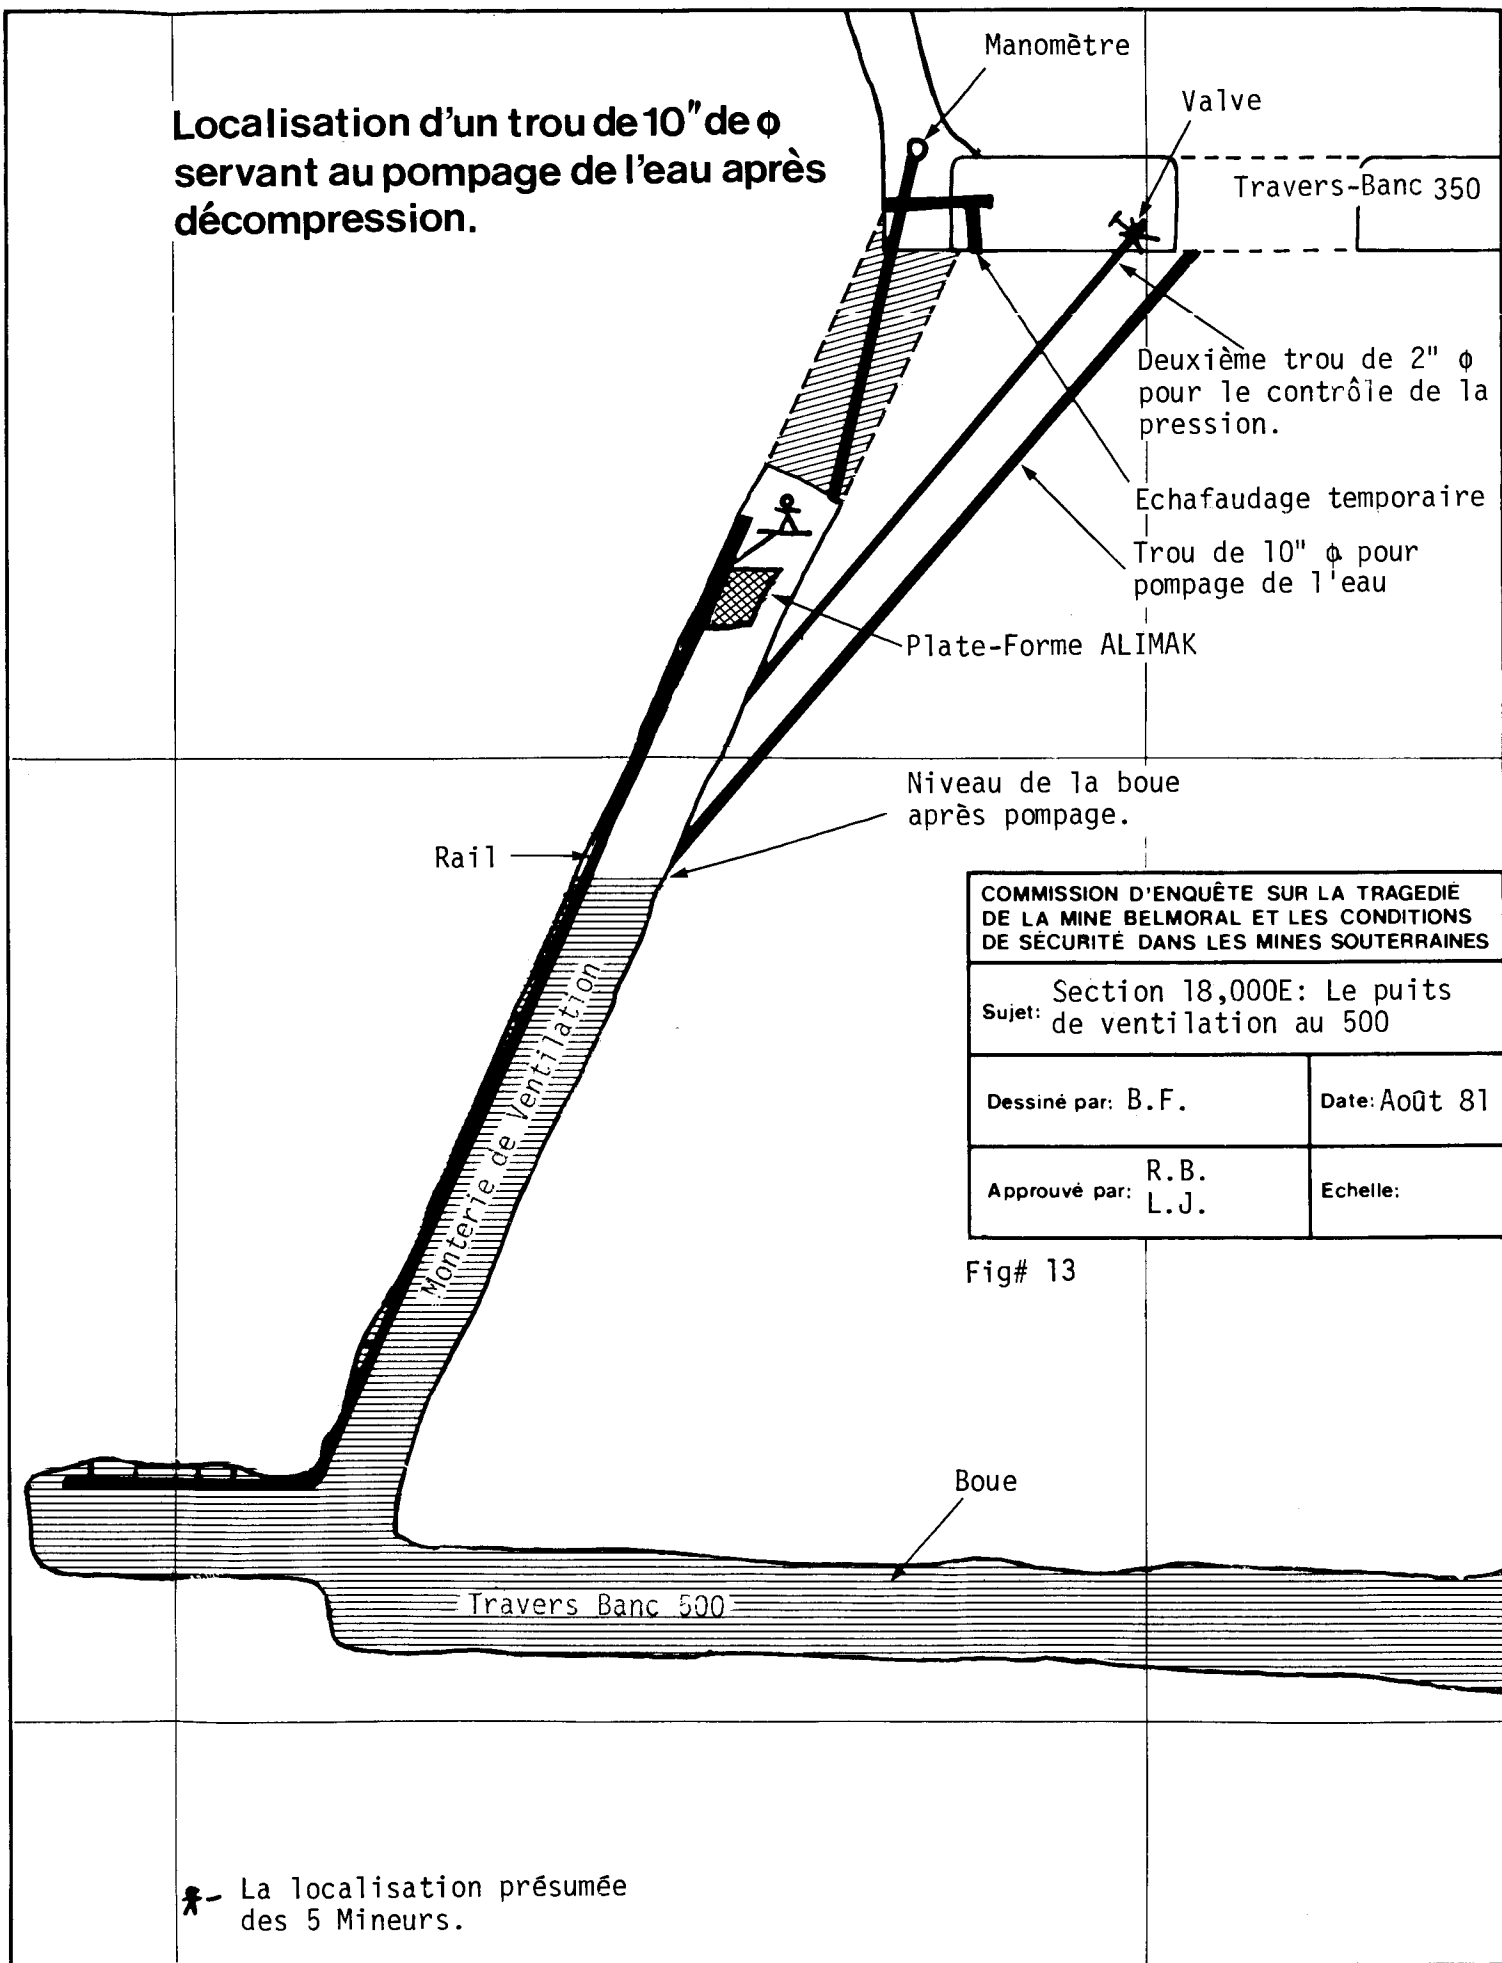 Localisation d'un trou de 10" de ϕ
servant au pompage de l'eau après
décompression.
Manomètre
Valve
Travers-Banc 350
Deuxième trou de 2" ϕ
pour le contrôle de la
pression.
Echafaudage temporaire
Trou de 10" ϕ pour
pompage de l'eau
Plate-Forme ALIMAK
Niveau de la boue
après pompage.
Rail
Monterie de Ventilation
COMMISSION D'ENQUÊTE SUR LA TRAGEDIE
DE LA MINE BELMORAL ET LES CONDITIONS
DE SÉCURITÉ DANS LES MINES SOUTERRAINES
Sujet: Section 18,000E: Le puits
de ventilation au 500
Dessiné par: B.F.
Date: Août 81
Approuvé par: R.B.
L.J.
Echelle:
Fig# 13
Boue
Travers Banc 500
- La localisation présumée
des 5 Mineurs.